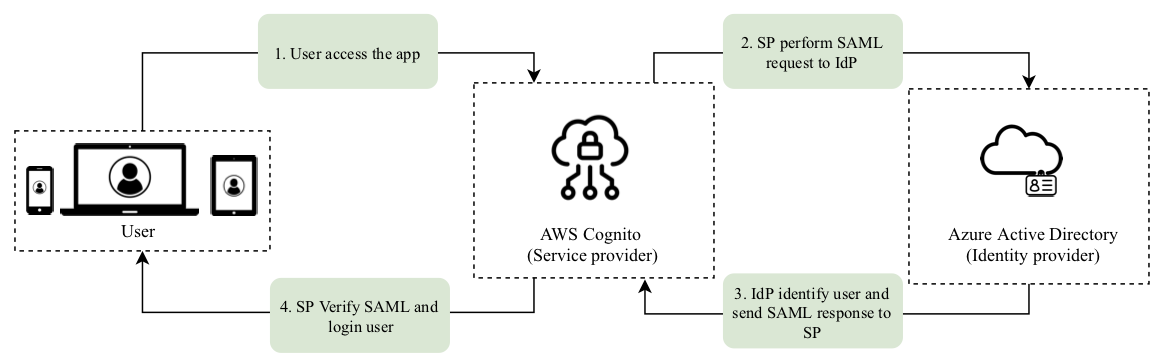 1. User access the app
2. SP perform SAML
request to IdP
User
AWS Cognito
(Service provider)
Azure Active Directory
(Identity provider)
4. SP Verify SAML and
login user
3. IdP identify user and
send SAML response to
SP